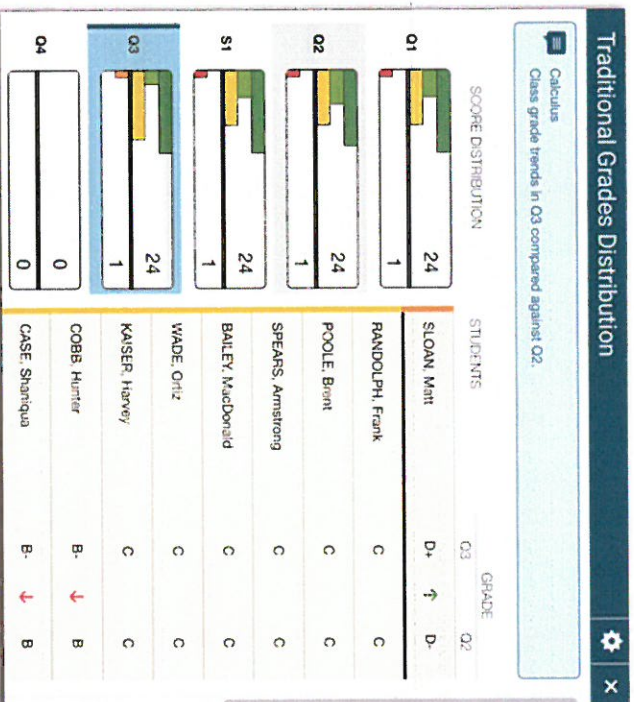 Traditional Grades Distribution
Calculus
Class grade trends in Q3 compared against Q2.
SCORE DISTRIBUTION
Q1
24
1
Q2
24
1
S1
24
1
Q3
24
1
Q4
0
0
STUDENTS GRADE
Q3 Q2
SLOAN, Matt D+ ↑ D-
RANDOLPH, Frank C C
POOLE, Brent C C
SPEARS, Armstrong C C
BAILEY, MacDonald C C
WADE, Ortiz C C
KAISER, Harvey C C
COBB, Hunter B- ↓ B
CASE, Shaniqua B- ↓ B